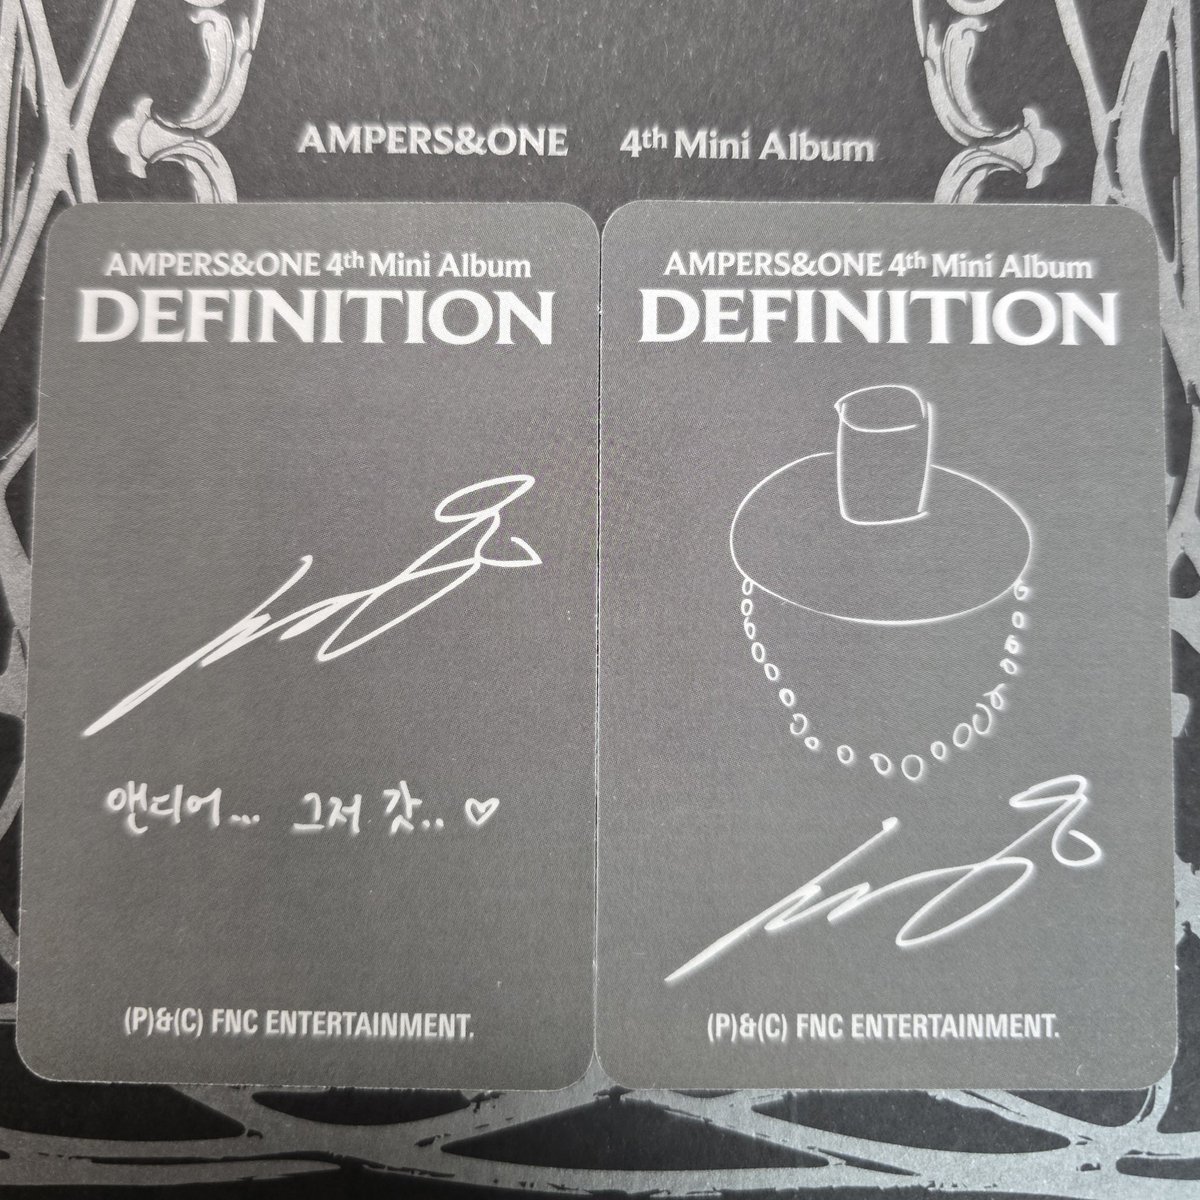 AMPERS&ONE 4th Mini Album
AMPERS&ONE 4th Mini Album
DEFINITION
앤디어... 그저 갓.. ♡
(P)&(C) FNC ENTERTAINMENT.
AMPERS&ONE 4th Mini Album
DEFINITION
(P)&(C) FNC ENTERTAINMENT.